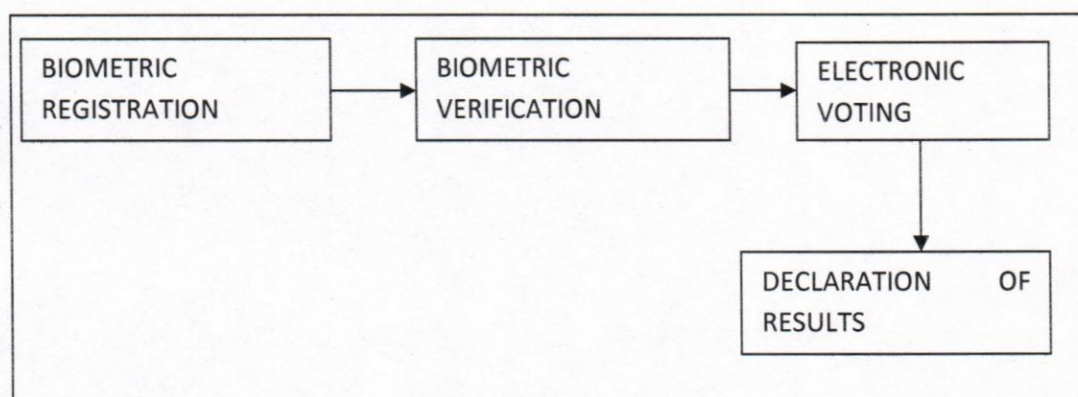 BIOMETRIC
REGISTRATION
BIOMETRIC
VERIFICATION
ELECTRONIC
VOTING
DECLARATION OF
RESULTS